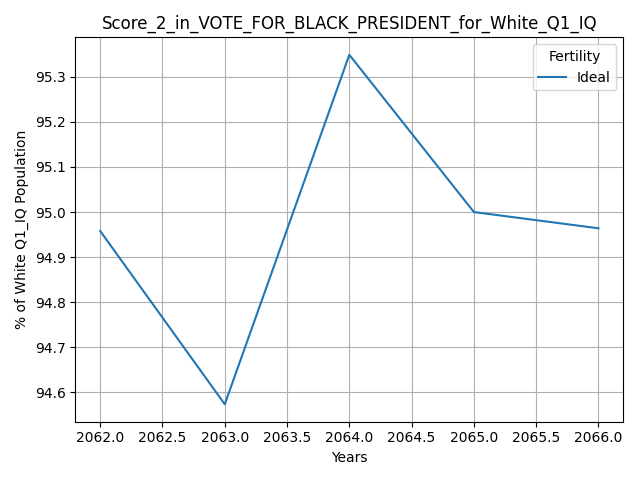 Score_2_in_VOTE_FOR_BLACK_PRESIDENT_for_White_Q1_IQ
Fertility
Ideal
% of White Q1_IQ Population
95.3
95.2
95.1
95.0
94.9
94.8
94.7
94.6
2062.0 2062.5 2063.0 2063.5 2064.0 2064.5 2065.0 2065.5 2066.0
Years